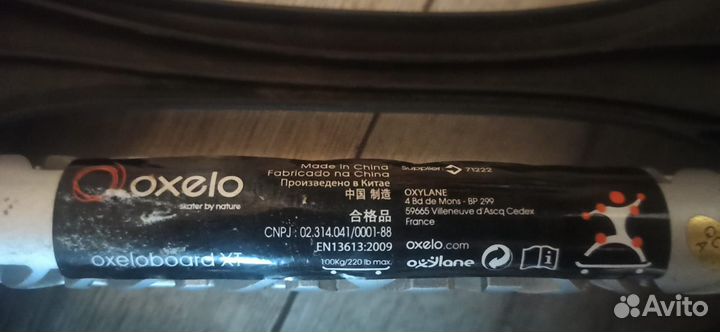 oxelo
skater by nature
oxeloboard XT
Made in China
Fabricado na China
Произаедено в Китае
中国 制造
合格品
CNPJ : 02.314.041/0001-88
EN13613:2009
100Kg/220 lb max.
Supplier 71222
OXYLANE
4 Bd de Mons - BP 299
59665 Villeneuve d'Ascq Cedex
France
oxelo.com
oxylane
Avito